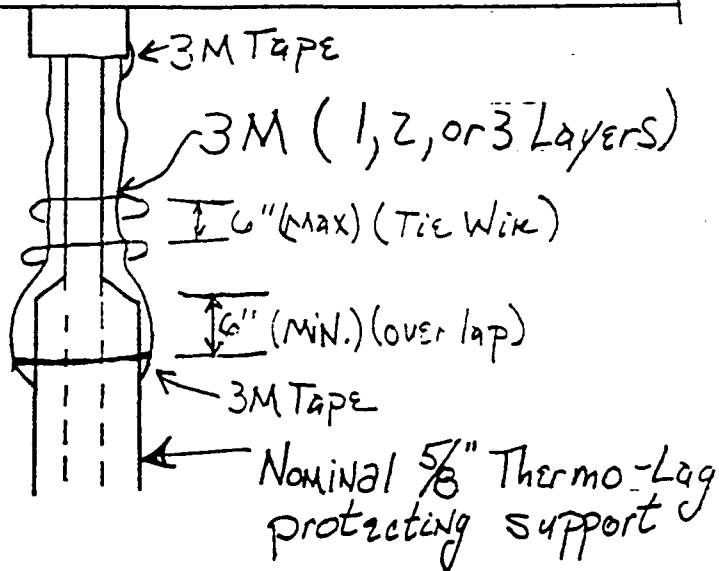 3M Tape
3M (1, 2, or 3 Layers)
6" (Max) (Tie Wire)
6" (MIN.) (over lap)
3M Tape
Nominal 5/8" Thermo-Lag
protecting support